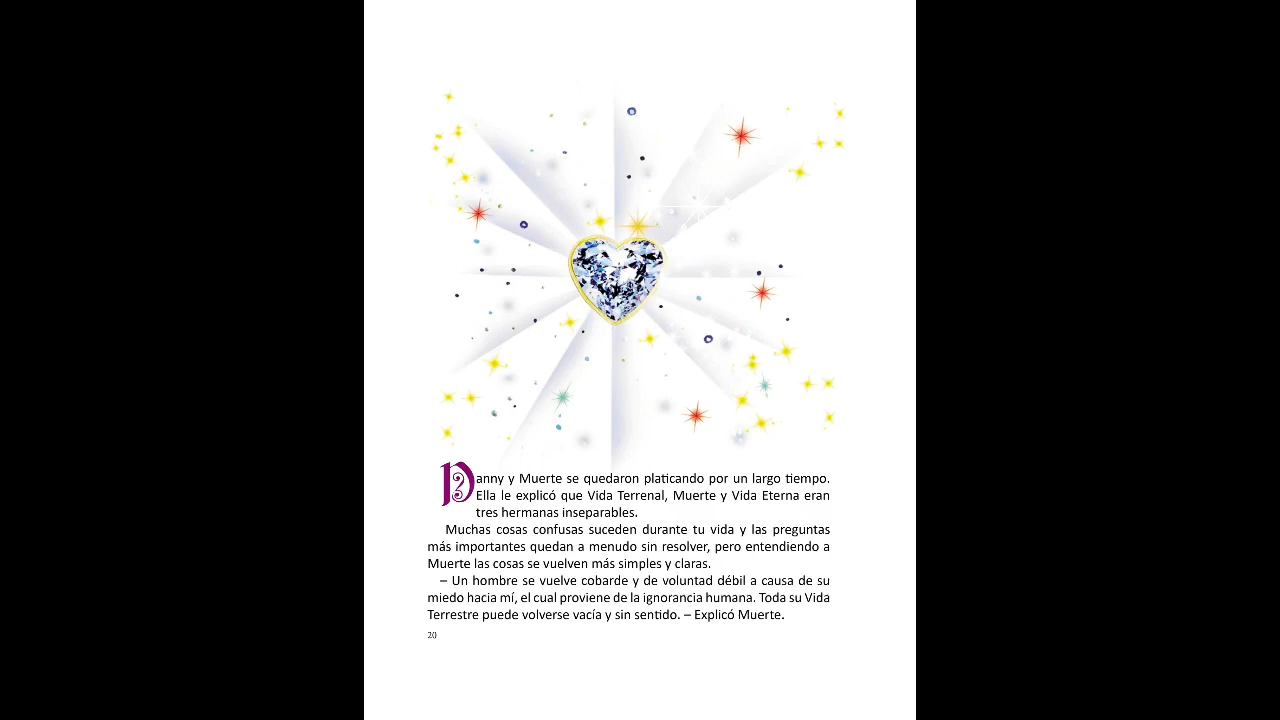 Danny y Muerte se quedaron platicando por un largo tiempo.
Ella le explicó que Vida Terrenal, Muerte y Vida Eterna eran
tres hermanas inseparables.
Muchas cosas confusas suceden durante tu vida y las preguntas
más importantes quedan a menudo sin resolver, pero entendiendo a
Muerte las cosas se vuelven más simples y claras.
– Un hombre se vuelve cobarde y de voluntad débil a causa de su
miedo hacia mí, el cual proviene de la ignorancia humana. Toda su Vida
Terrestre puede volverse vacía y sin sentido. – Explicó Muerte.
20